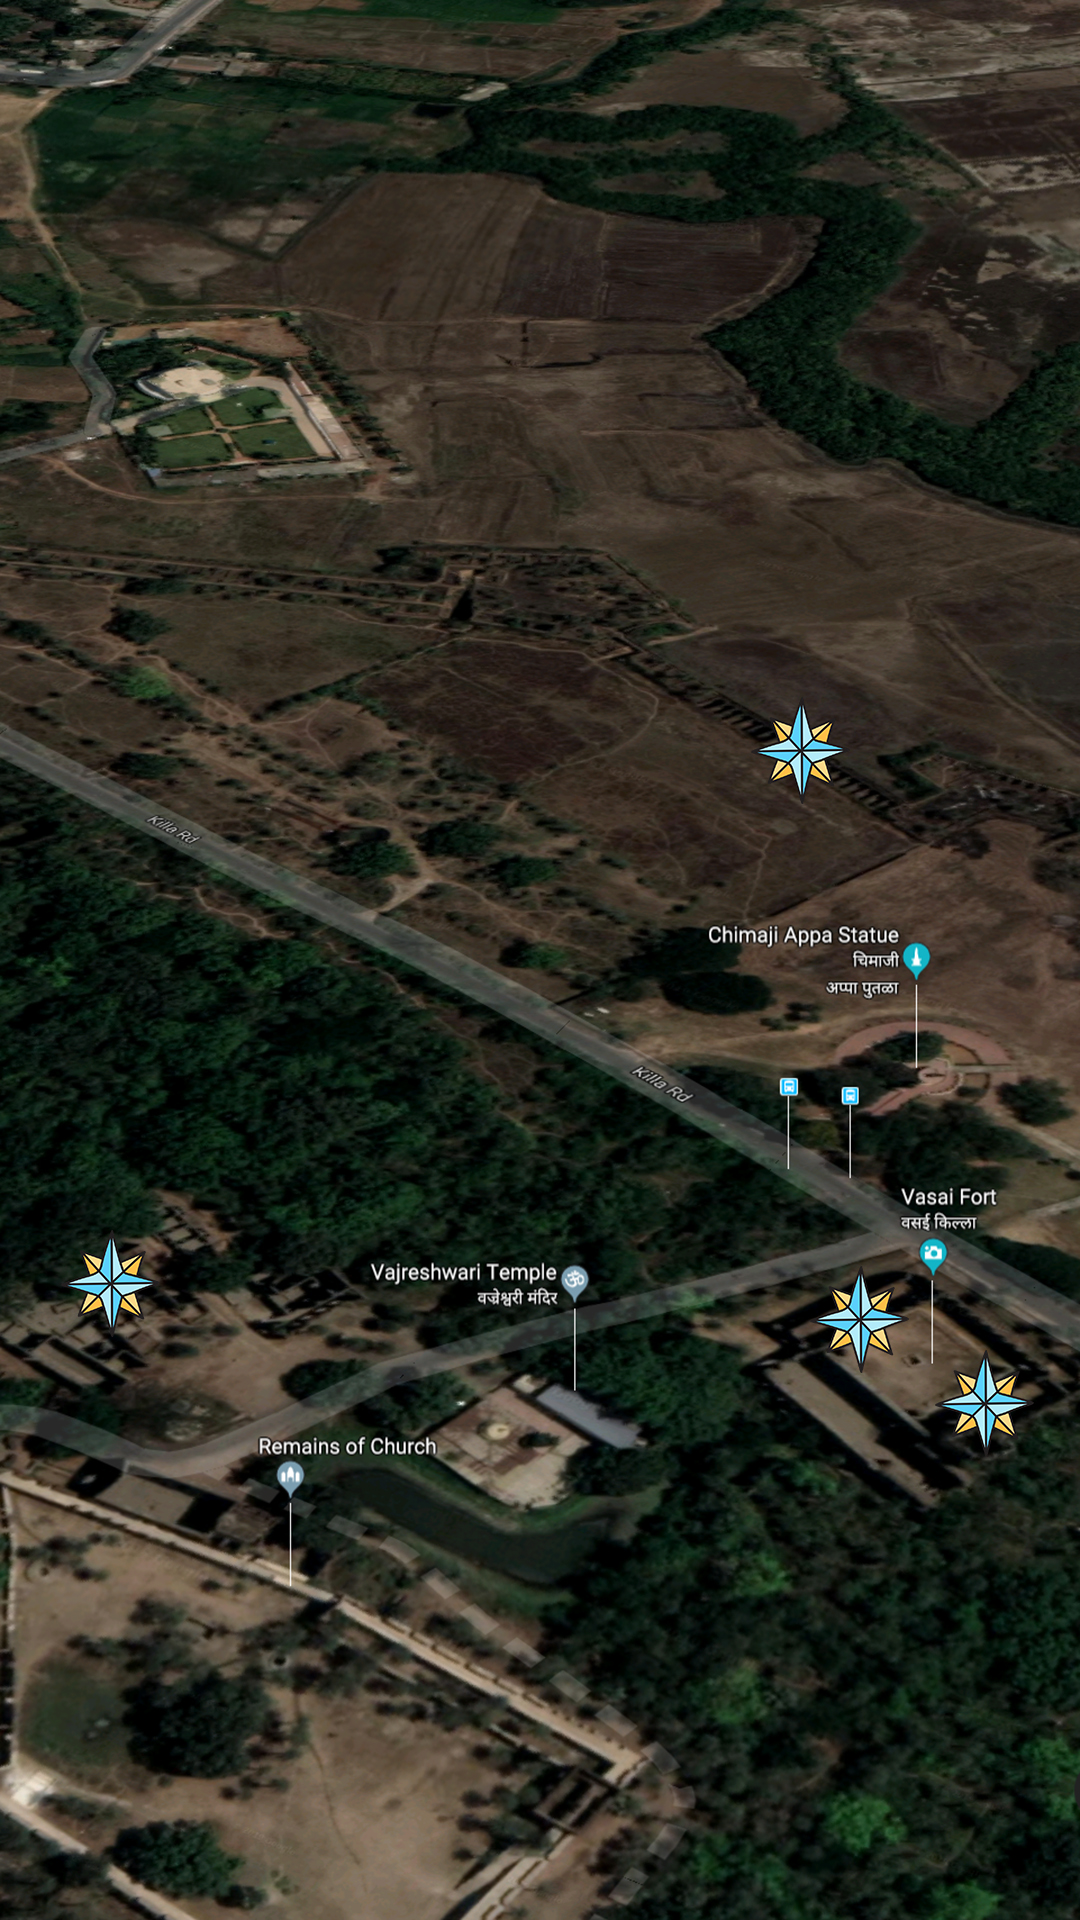 Killa Rd
Chimaji Appa Statue
चिमाजी
अप्पा पुतळा
Killa Rd
Vasai Fort
वसई किल्ला
Vajreshwari Temple
वज्रेश्वरी मंदिर
Remains of Church